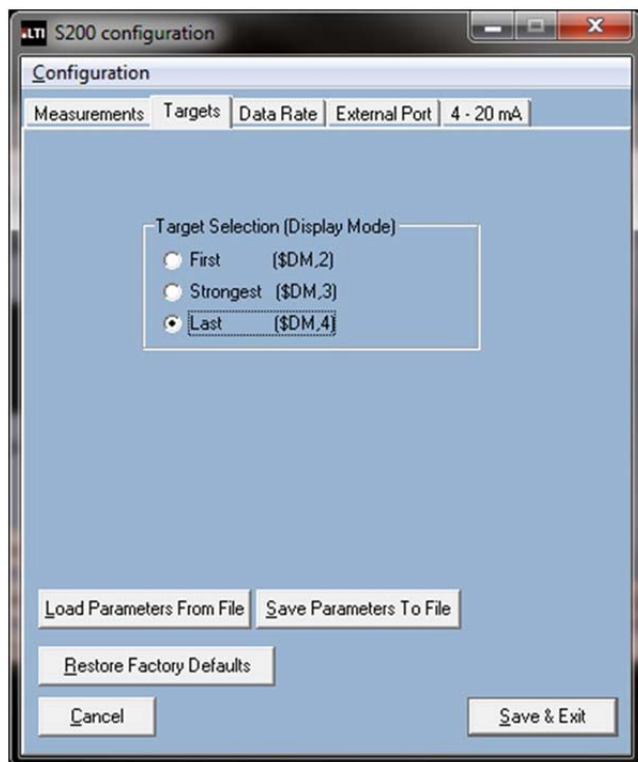 LTI S200 configuration
Configuration
Measurements Targets Data Rate External Port 4 - 20 mA
Target Selection (Display Mode)
First ($DM,2)
Strongest ($DM,3)
Last ($DM,4)
Load Parameters From File Save Parameters To File
Restore Factory Defaults
Cancel Save & Exit